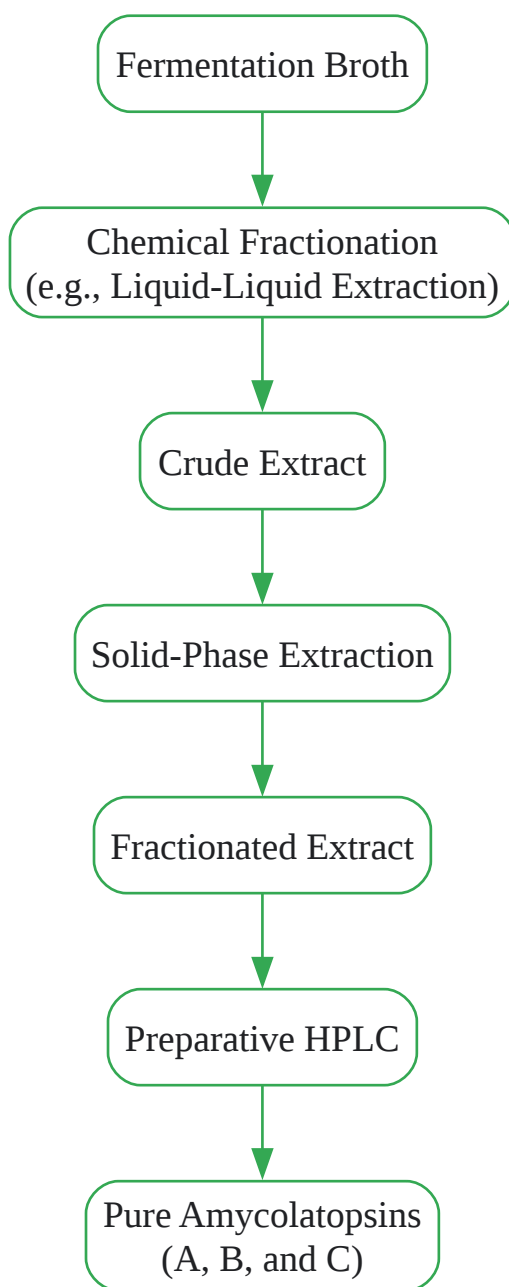 Fermentation Broth
Chemical Fractionation
(e.g., Liquid-Liquid Extraction)
Crude Extract
Solid-Phase Extraction
Fractionated Extract
Preparative HPLC
Pure Amycolatopsins
(A, B, and C)